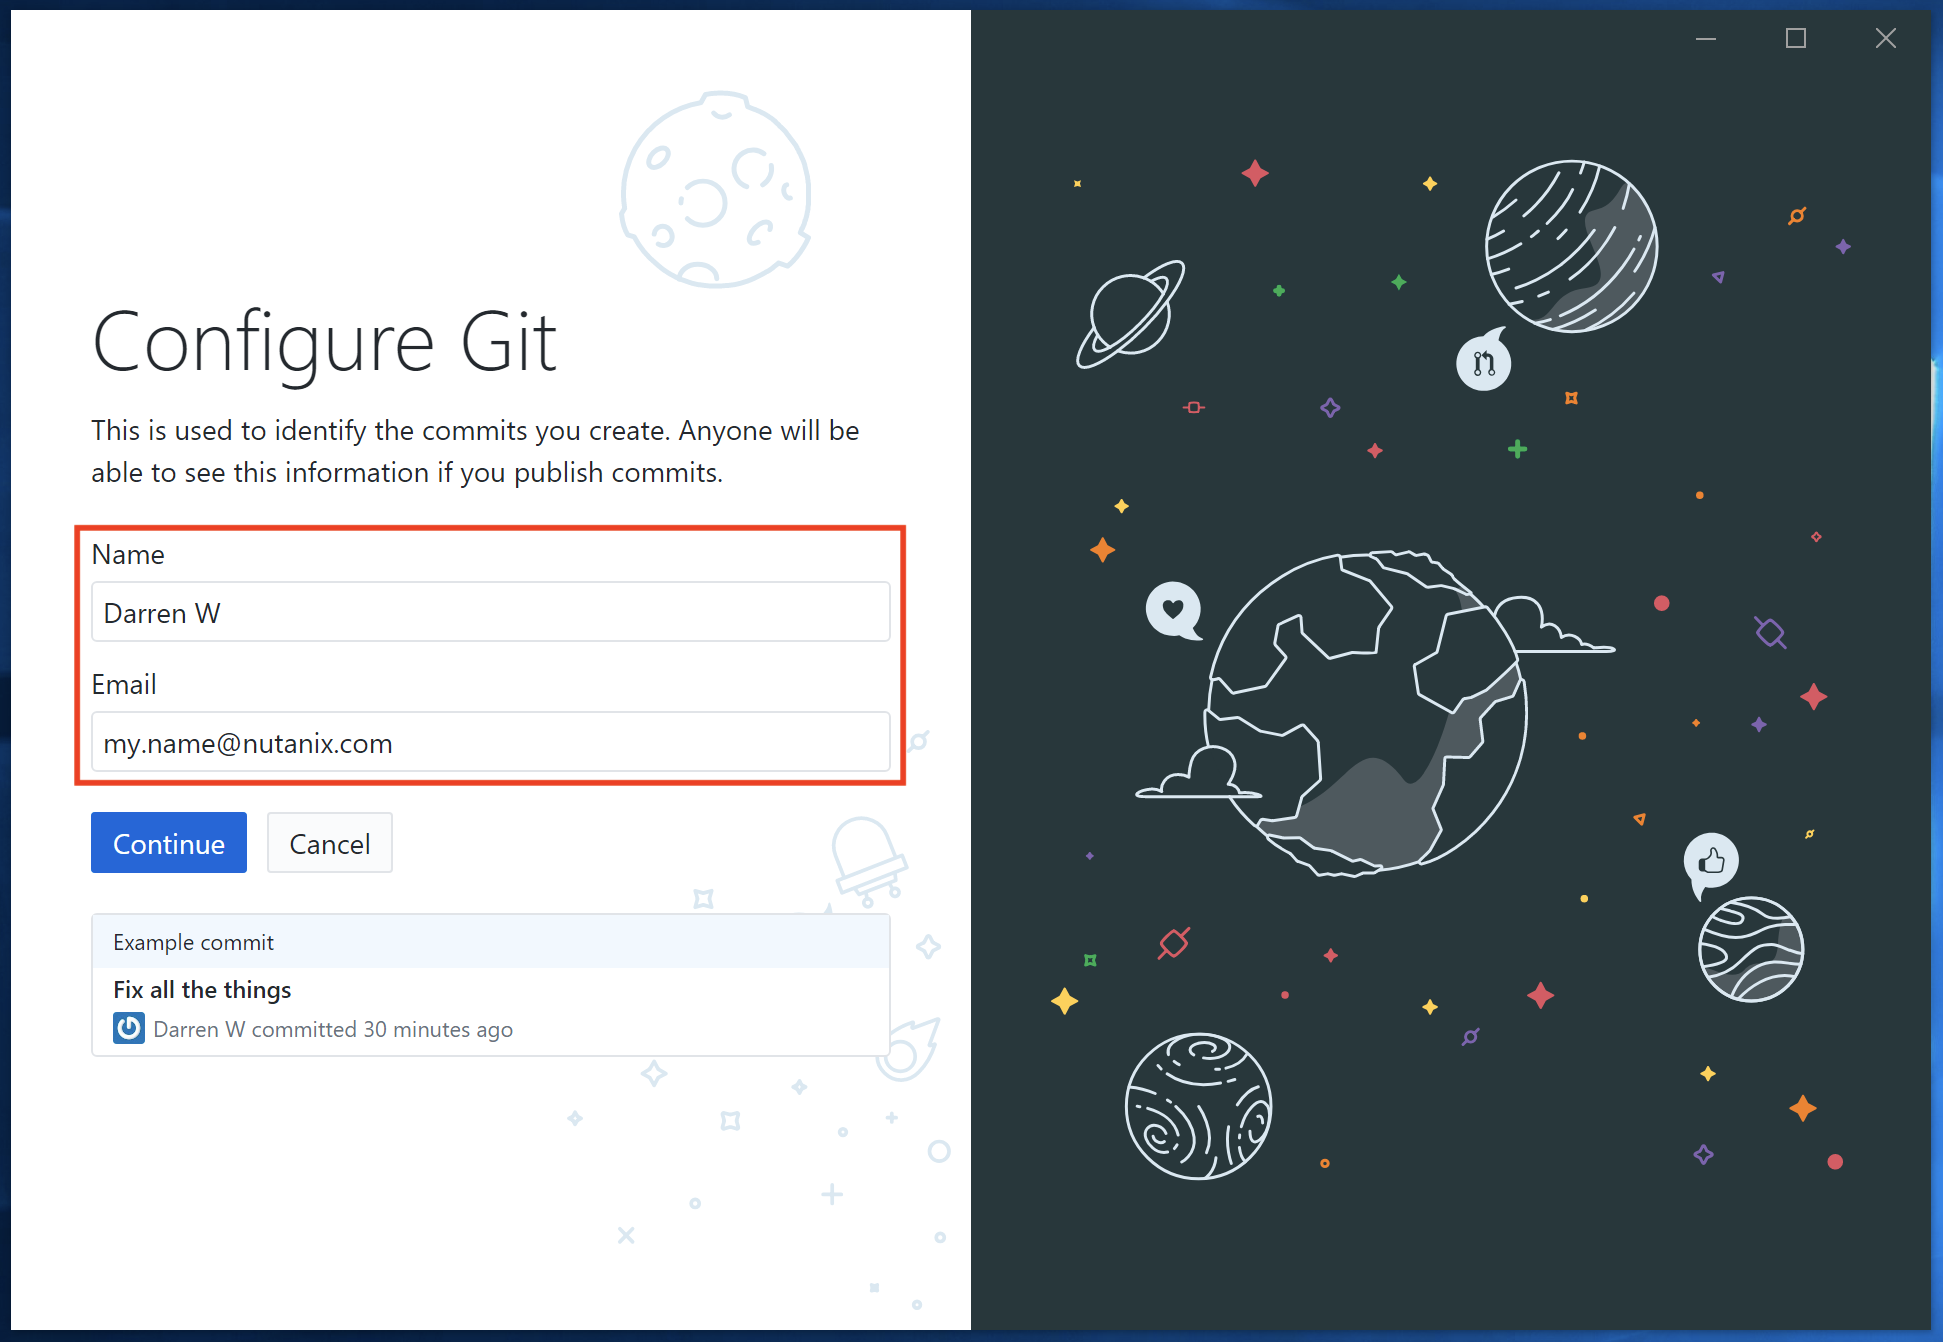 Configure Git
This is used to identify the commits you create. Anyone will be
able to see this information if you publish commits.
Name
Darren W
Email
my.name@nutanix.com
Continue
Cancel
Example commit
Fix all the things
Darren W committed 30 minutes ago